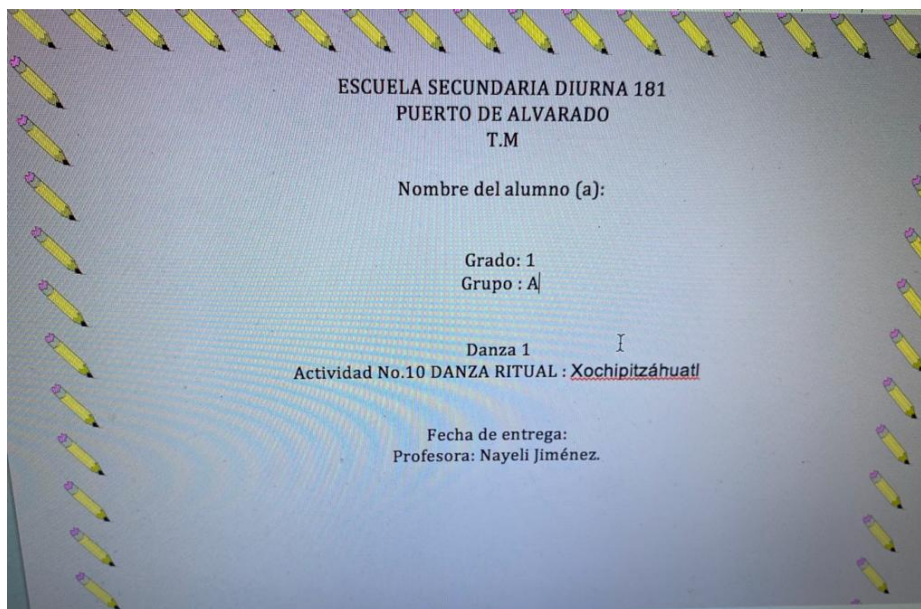 ESCUELA SECUNDARIA DIURNA 181
PUERTO DE ALVARADO
T.M
Nombre del alumno (a):
Grado: 1
Grupo : A
Danza 1
Actividad No.10 DANZA RITUAL : Xochipitzáhuatl
Fecha de entrega:
Profesora: Nayeli Jiménez.